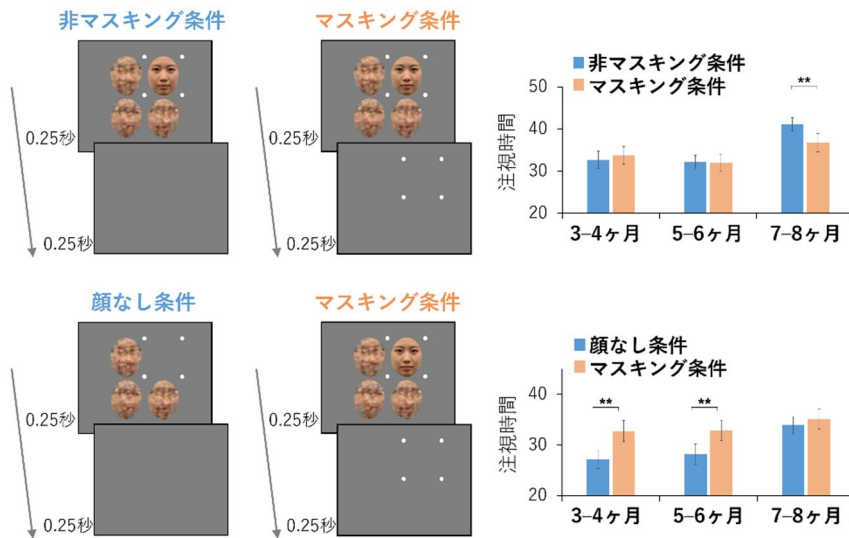 非マスキング条件
マスキング条件
0.25秒
0.25秒
0.25秒
0.25秒
非マスキング条件
マスキング条件
**
注視時間
50
40
30
20
3–4ヶ月
5–6ヶ月
7–8ヶ月
顔なし条件
マスキング条件
0.25秒
0.25秒
0.25秒
0.25秒
顔なし条件
マスキング条件
**
**
注視時間
40
30
20
3–4ヶ月
5–6ヶ月
7–8ヶ月